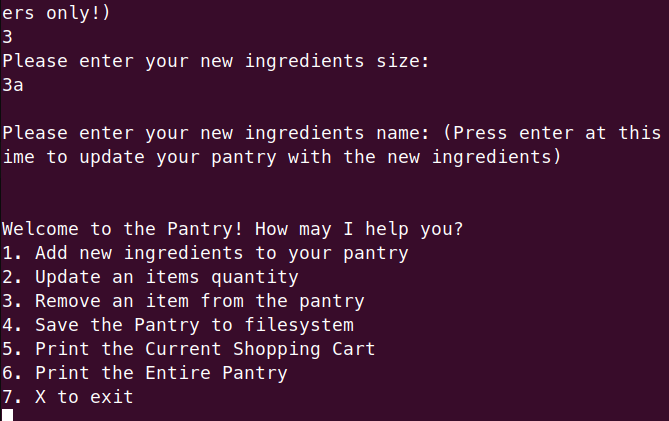 ers only!)
3
Please enter your new ingredients size:
3a
Please enter your new ingredients name: (Press enter at this
ime to update your pantry with the new ingredients)
Welcome to the Pantry! How may I help you?
1. Add new ingredients to your pantry
2. Update an items quantity
3. Remove an item from the pantry
4. Save the Pantry to filesystem
5. Print the Current Shopping Cart
6. Print the Entire Pantry
7. X to exit